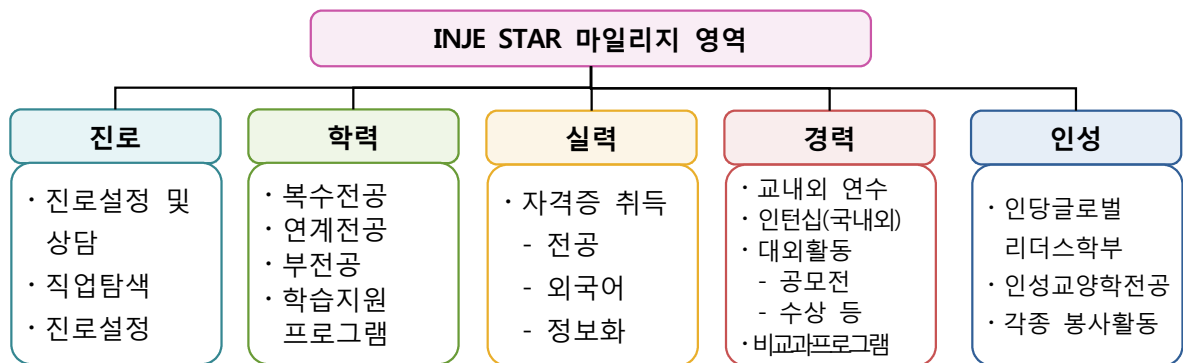 INJE STAR 마일리지 영역
진로
· 진로설정 및
상담
· 직업탐색
· 진로설정
학력
· 복수전공
· 연계전공
· 부전공
· 학습지원
프로그램
실력
· 자격증 취득
- 전공
- 외국어
- 정보화
경력
· 교내외 연수
· 인턴십(국내외)
· 대외활동
- 공모전
- 수상 등
· 비교과프로그램
인성
· 인당글로벌
리더스학부
· 인성교양학전공
· 각종 봉사활동